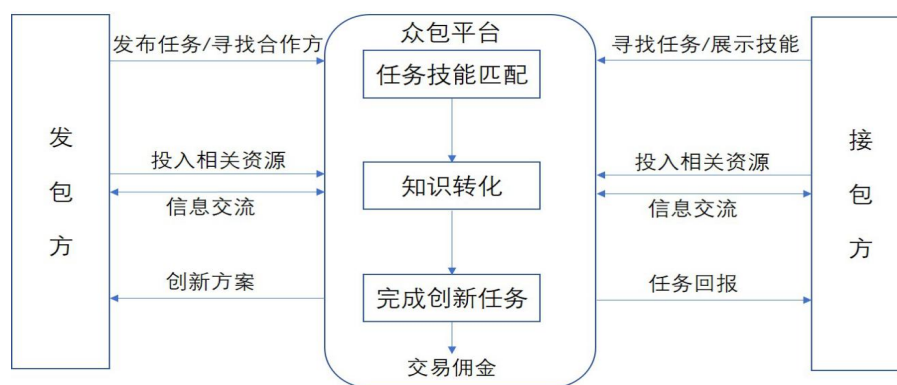 众包平台
发布任务/寻找合作方
任务技能匹配
寻找任务/展示技能
发包方
投入相关资源
信息交流
知识转化
投入相关资源
信息交流
接包方
创新方案
完成创新任务
任务回报
交易佣金